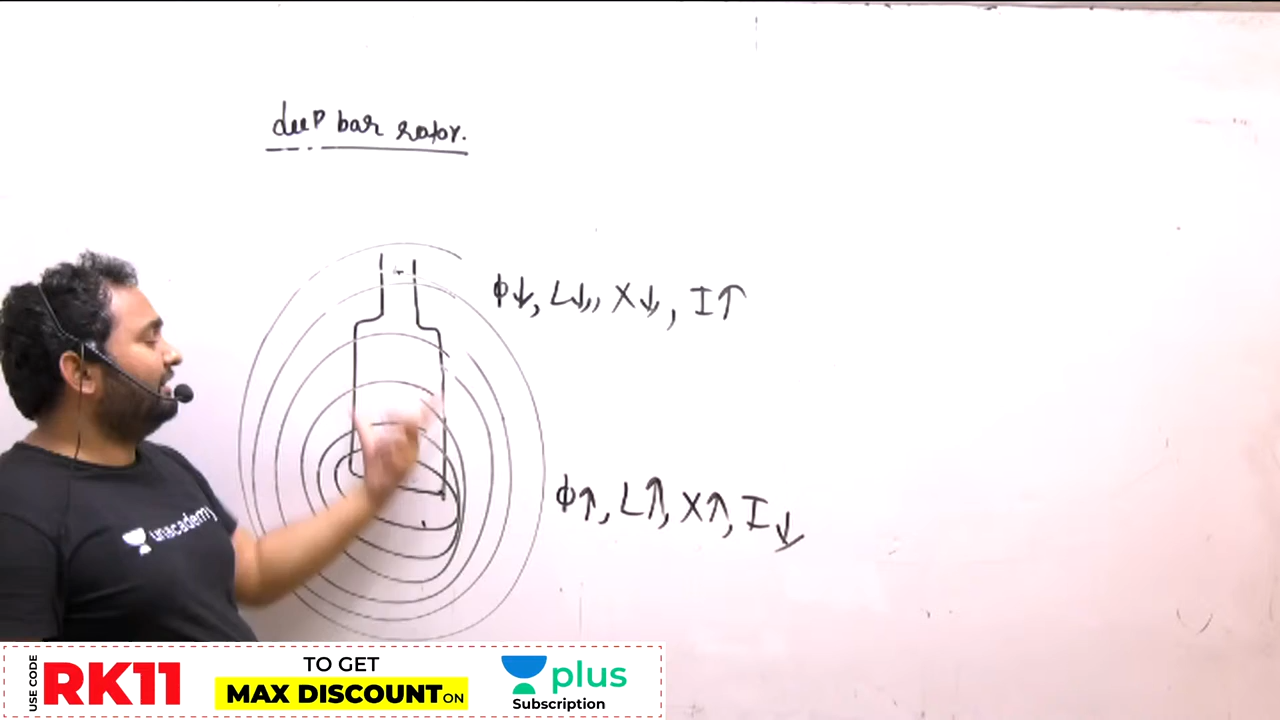 deep bar rotor.
Φ↓, L↓,, X↓, I↑
Φ↑, L↑, X↑, I↓
unacademy
USE CODE
RK11
TO GET
MAX DISCOUNT ON
plus
Subscription